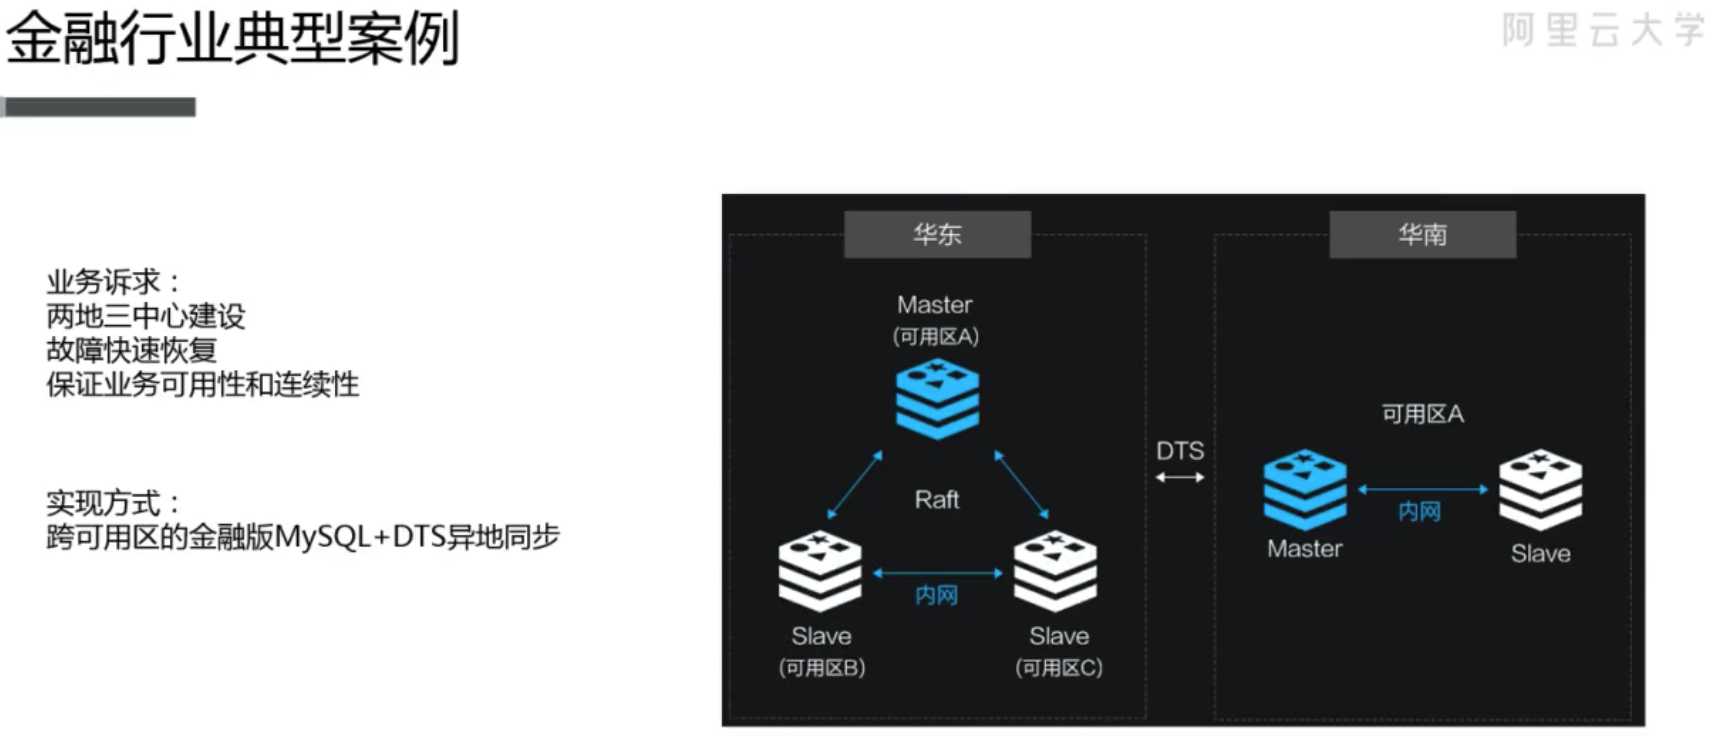 金融行业典型案例
阿里云大学
业务诉求：
两地三中心建设
故障快速恢复
保证业务可用性和连续性
实现方式：
跨可用区的金融版MySQL+DTS异地同步
华东
Master
(可用区A)
Raft
内网
Slave
(可用区B)
Slave
(可用区C)
DTS
华南
可用区A
内网
Master
Slave